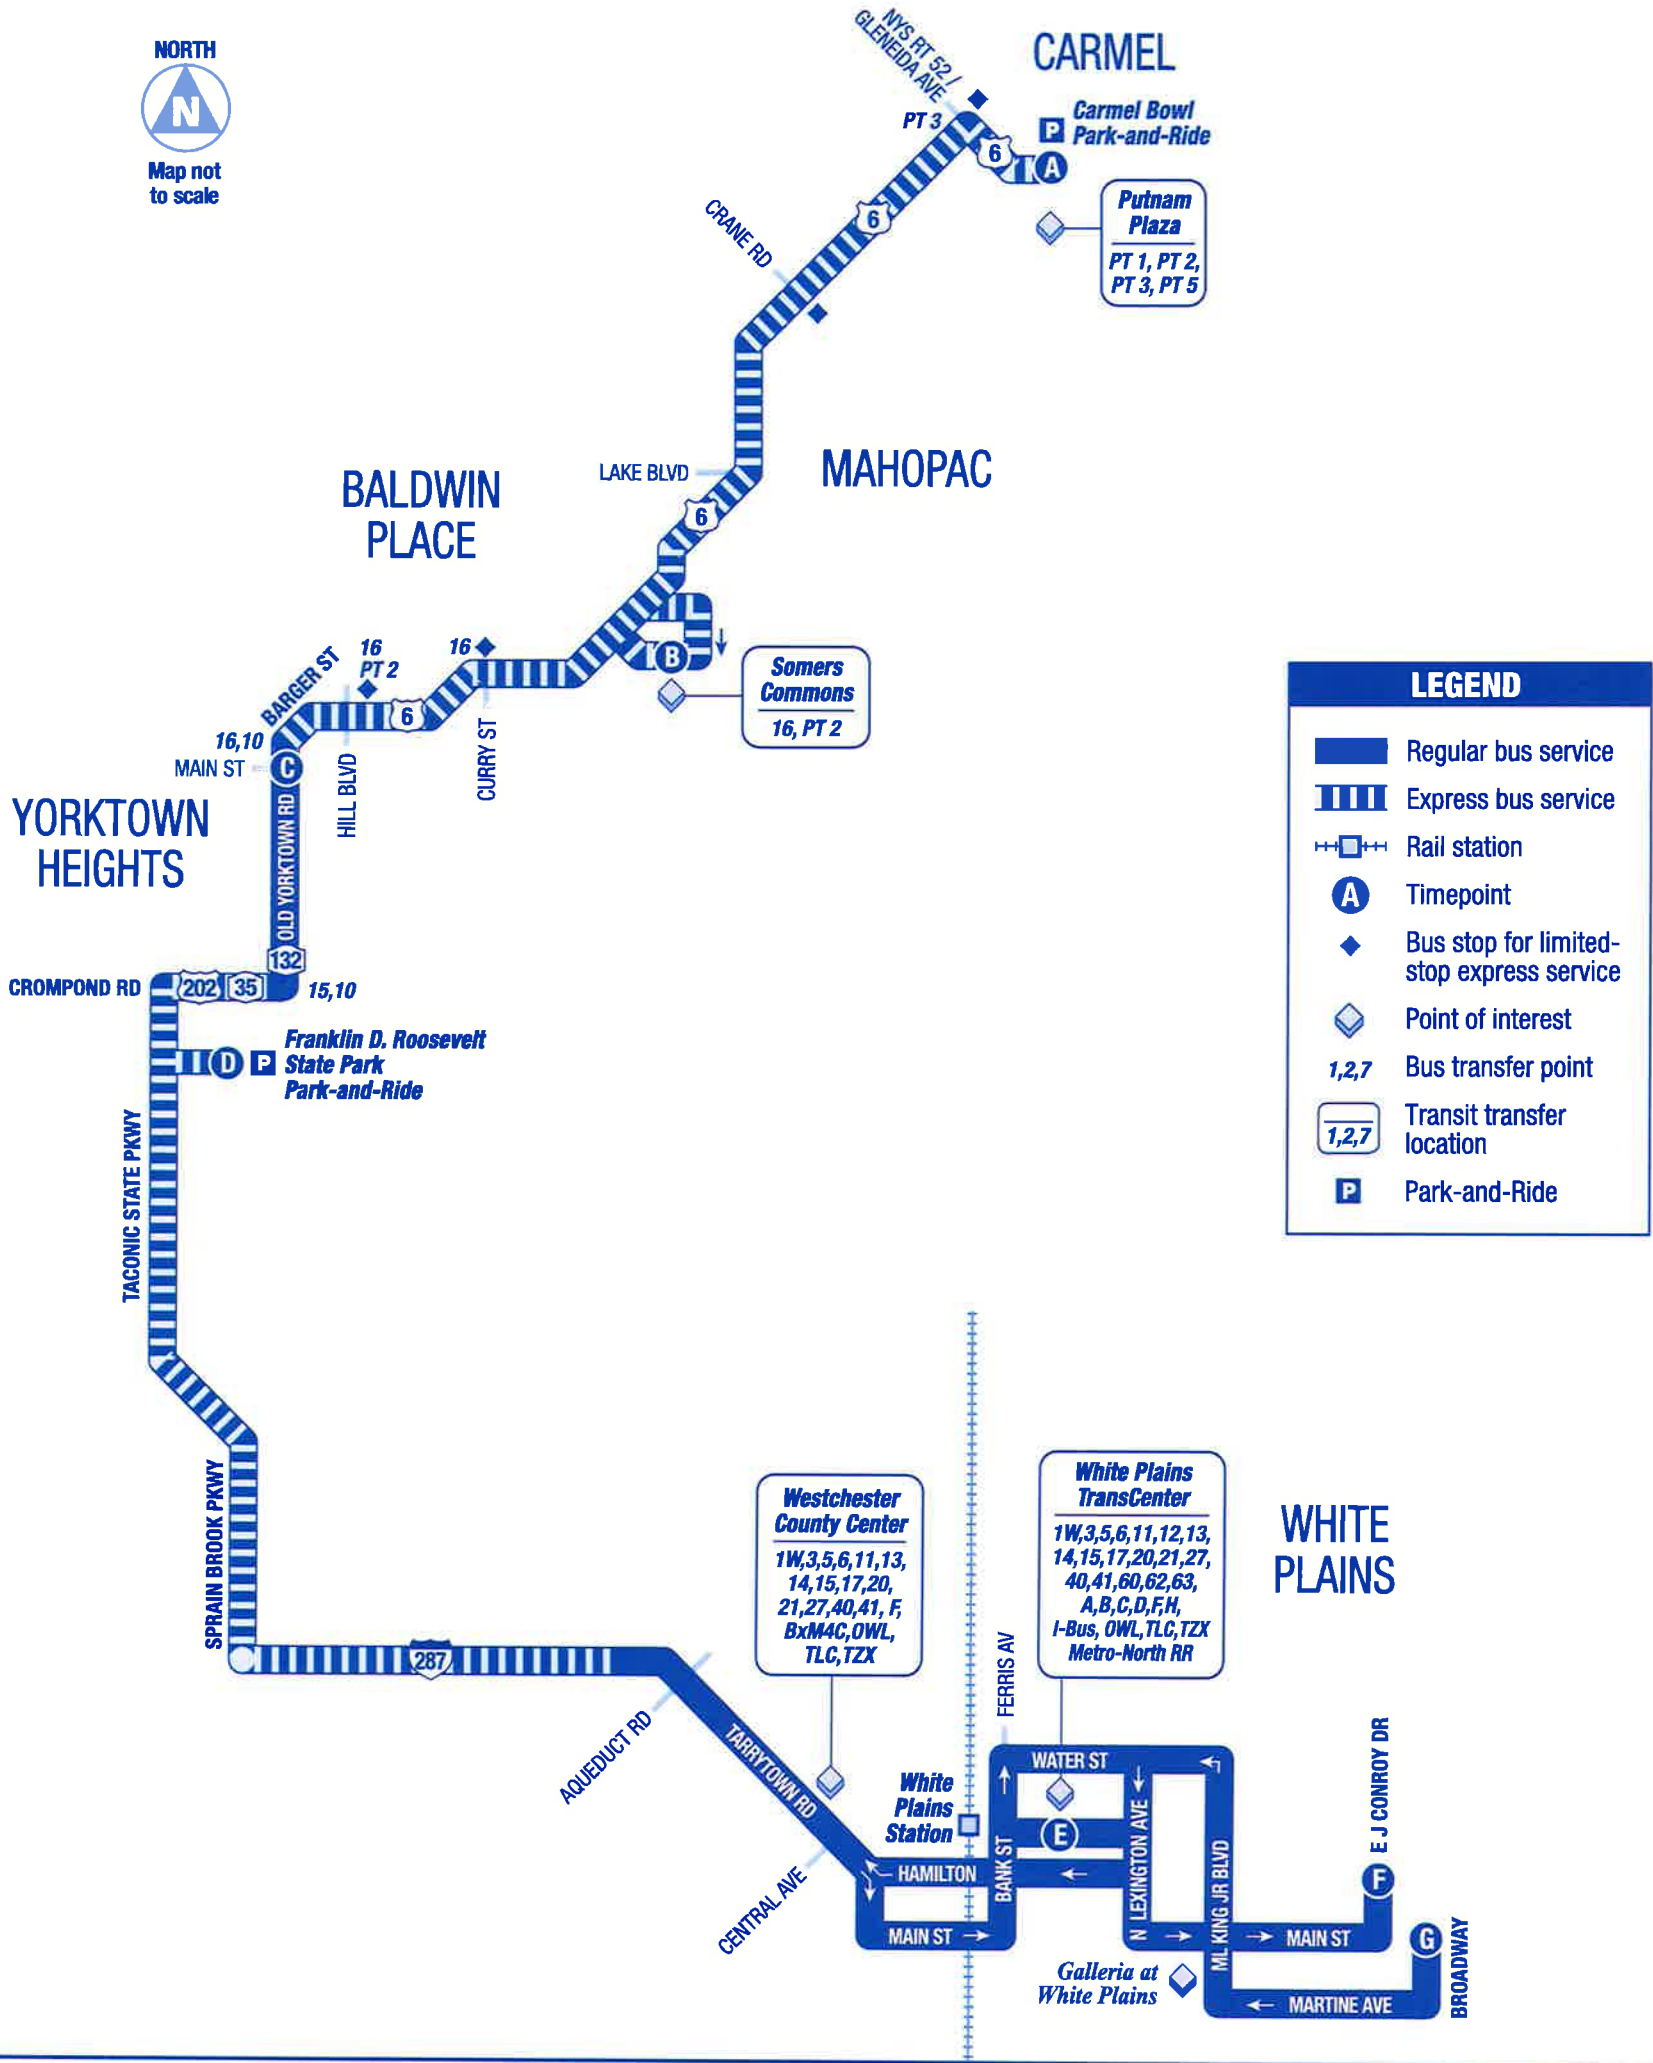 NORTH
N
Map not
to scale
NYS RT 52 /
GLENEIDA AVE
CARMEL
PT 3
6
P
Carmel Bowl
Park-and-Ride
A
Putnam
Plaza
PT 1, PT 2,
PT 3, PT 5
6
CRANE RD
LAKE BLVD
MAHOPAC
6
BALDWIN
PLACE
B
Somers
Commons
16, PT 2
16
16
PT 2
BARGER ST
6
CURRY ST
HILL BLVD
16,10
MAIN ST
C
YORKTOWN
HEIGHTS
OLD YORKTOWN RD
132
CROMPOND RD
202
35
15,10
D
P
Franklin D. Roosevelt
State Park
Park-and-Ride
TACONIC STATE PKWY
SPRAIN BROOK PKWY
287
AQUEDUCT RD
TARRYTOWN RD
CENTRAL AVE
Westchester
County Center
1W,3,5,6,11,13,
14,15,17,20,
21,27,40,41, F,
BxM4C,OWL,
TLC,TZX
White Plains
TransCenter
1W,3,5,6,11,12,13,
14,15,17,20,21,27,
40,41,60,62,63,
A,B,C,D,F,H,
I-Bus, OWL,TLC,TZX
Metro-North RR
WHITE
PLAINS
FERRIS AV
White
Plains
Station
WATER ST
E
BANK ST
HAMILTON
MAIN ST
N LEXINGTON AVE
ML KING JR BLVD
MAIN ST
E J CONROY DR
F
G
BROADWAY
MARTINE AVE
Galleria at
White Plains
LEGEND
Regular bus service
Express bus service
Rail station
A
Timepoint
Bus stop for limited-
stop express service
Point of interest
1,2,7
Bus transfer point
1,2,7
Transit transfer
location
P
Park-and-Ride